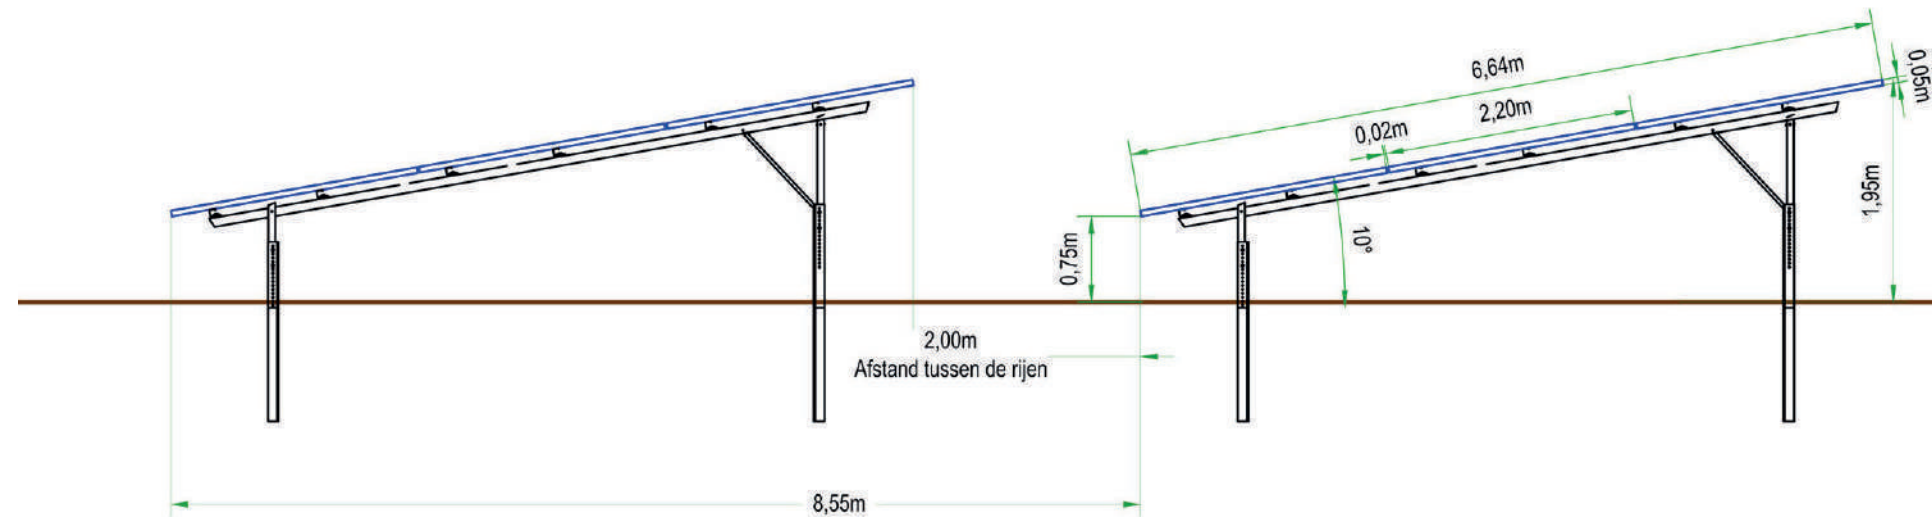 6,64m
0,05m
2,20m
0,02m
1,95m
10°
0,75m
2,00m
Afstand tussen de rijen
8,55m